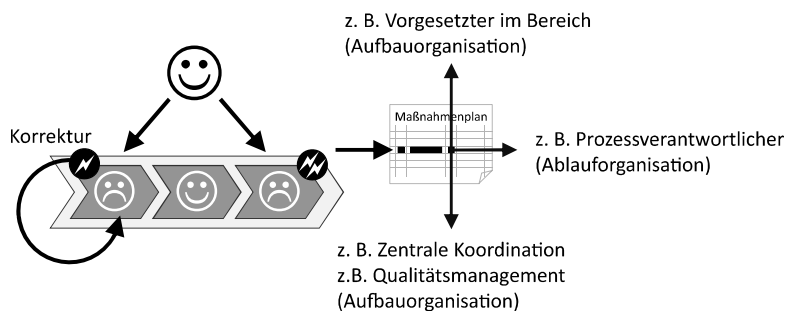 z. B. Vorgesetzter im Bereich
(Aufbauorganisation)
Korrektur
Maßnahmenplan
z. B. Prozessverantwortlicher
(Ablauforganisation)
z. B. Zentrale Koordination
z.B. Qualitätsmanagement
(Aufbauorganisation)